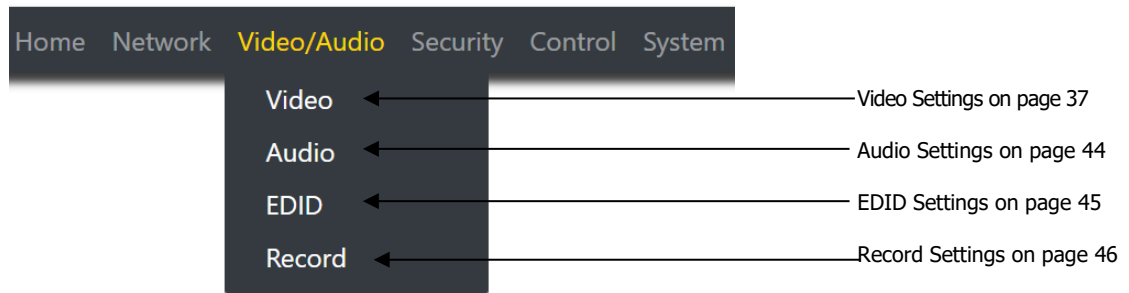 Home Network Video/Audio Security Control System
Video Video Settings on page 37
Audio Audio Settings on page 44
EDID EDID Settings on page 45
Record Record Settings on page 46